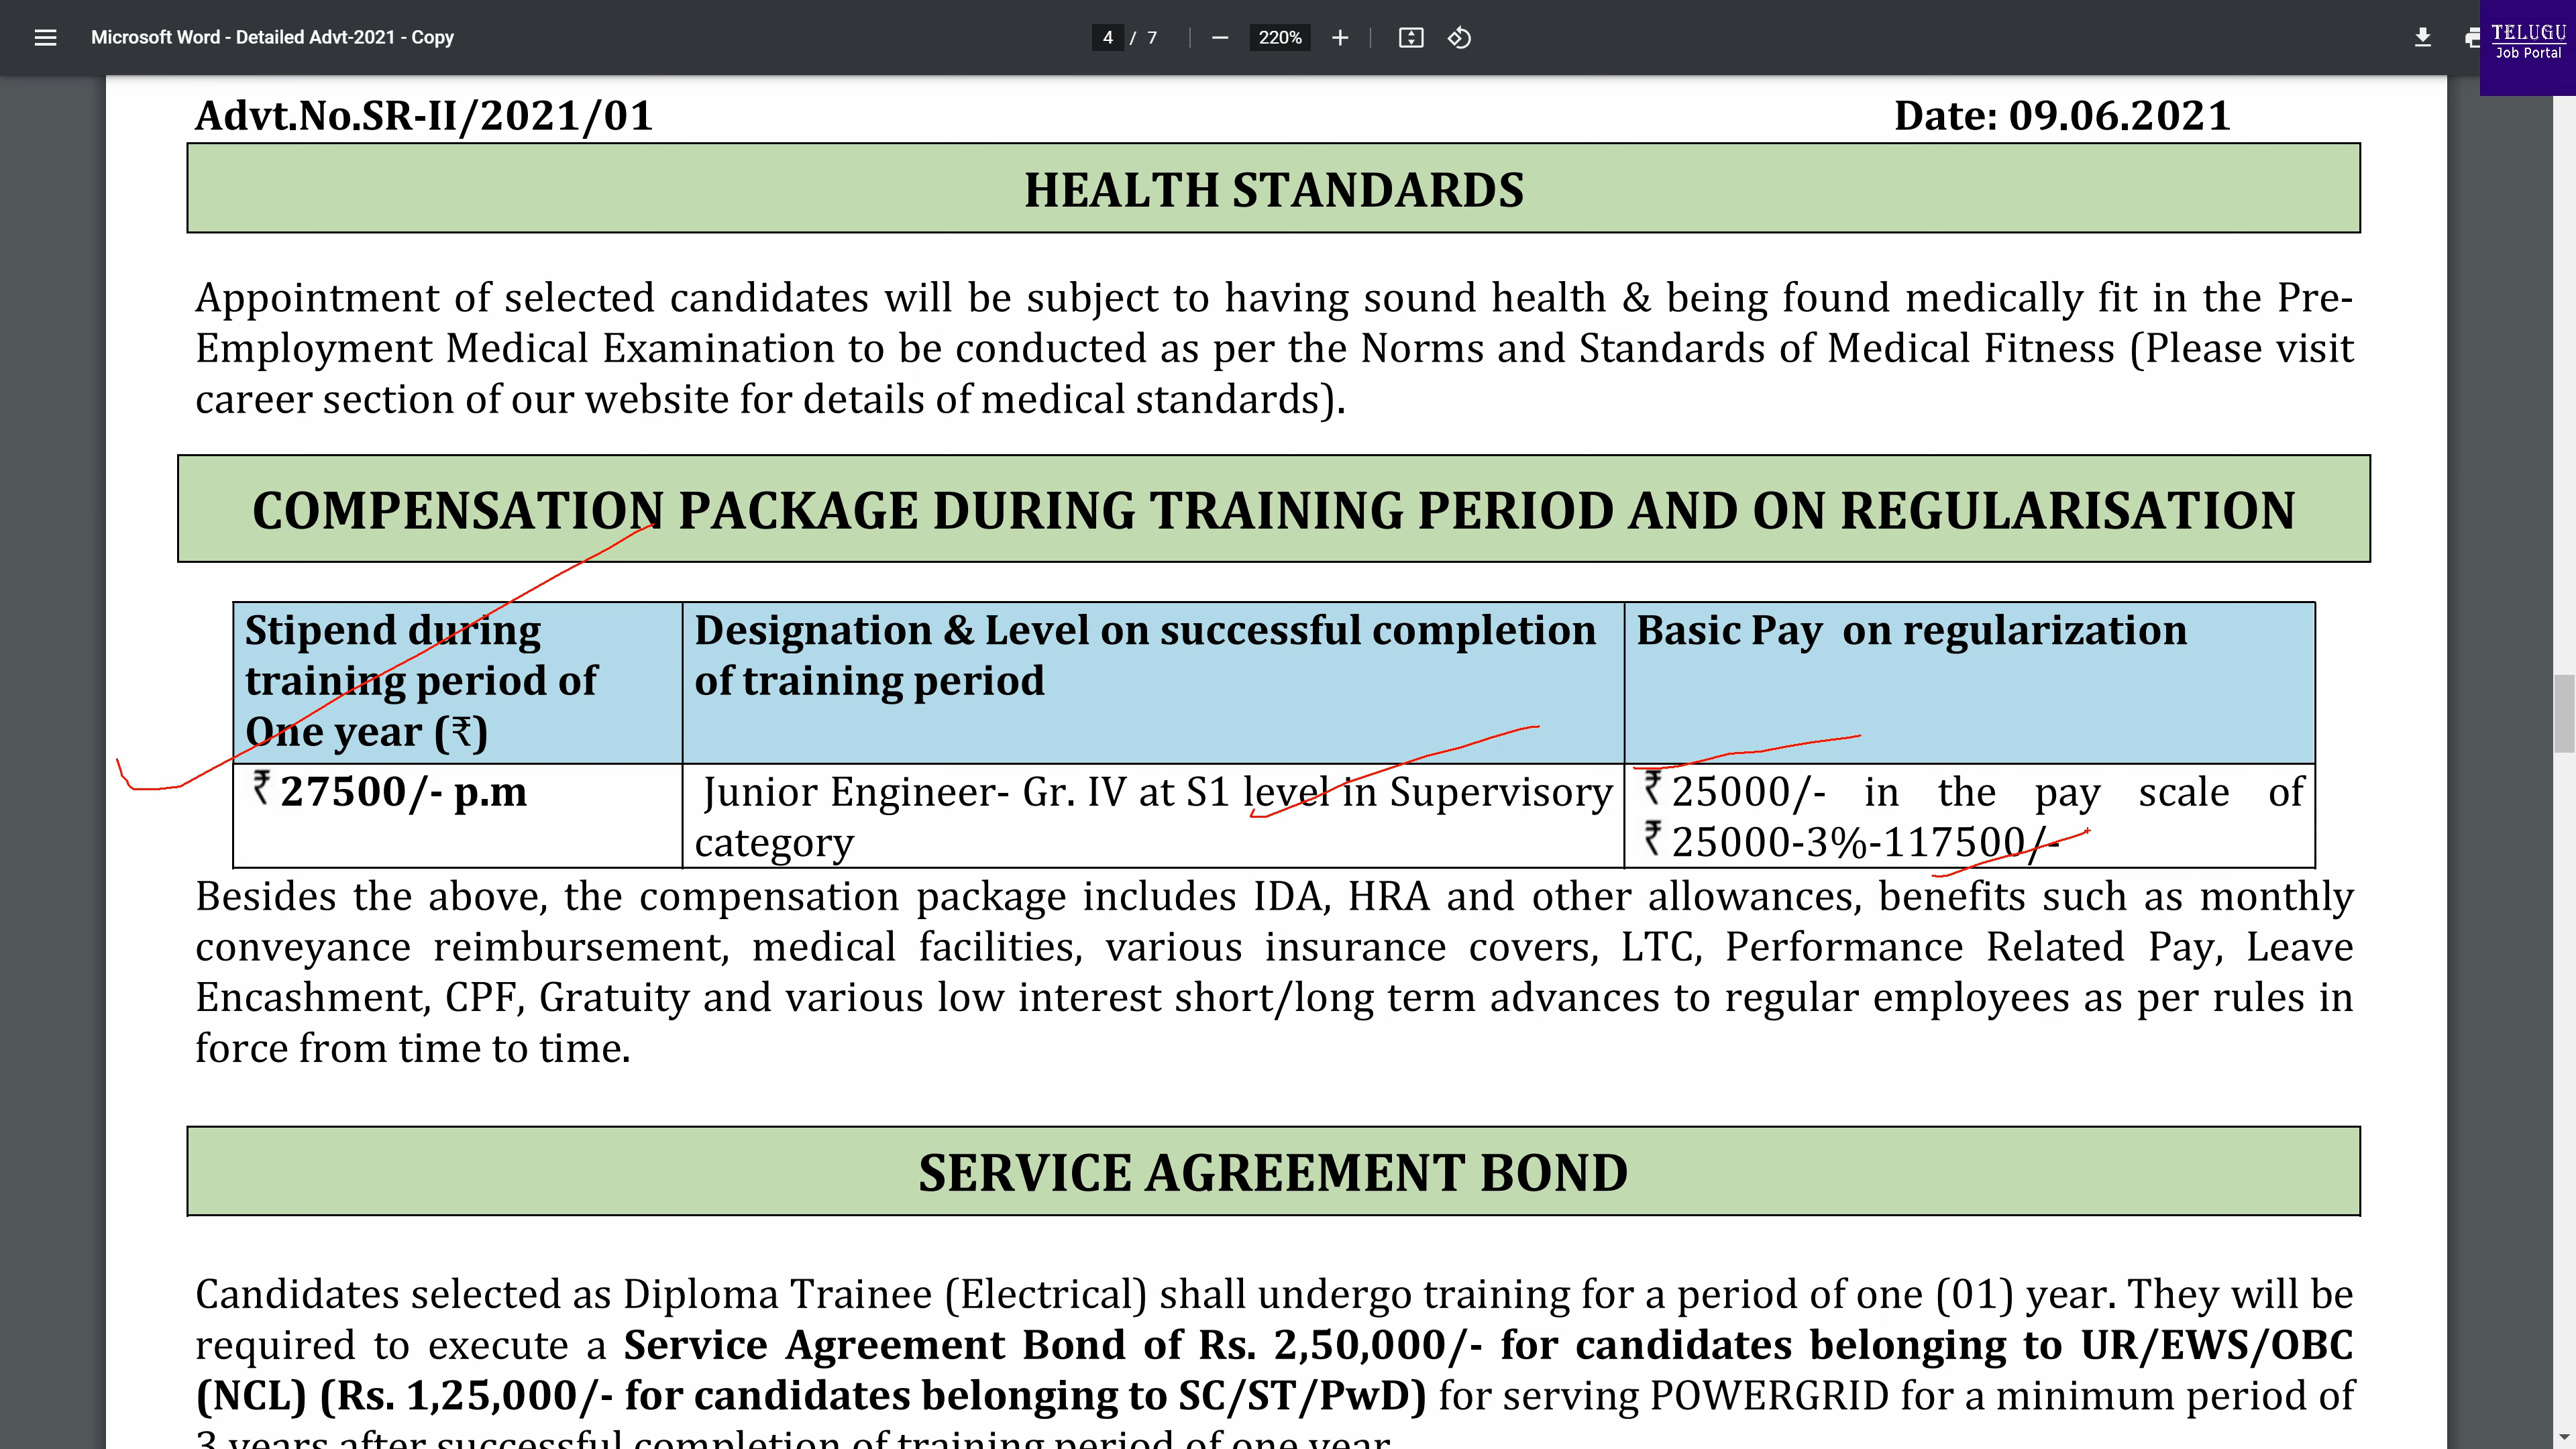 Microsoft Word - Detailed Advt-2021 - Copy
4 / 7
220%
TELUGU
Job Portal
Advt.No.SR-II/2021/01 Date: 09.06.2021
HEALTH STANDARDS
Appointment of selected candidates will be subject to having sound health & being found medically fit in the Pre-
Employment Medical Examination to be conducted as per the Norms and Standards of Medical Fitness (Please visit
career section of our website for details of medical standards).
COMPENSATION PACKAGE DURING TRAINING PERIOD AND ON REGULARISATION
Stipend during
training period of
One year (₹)
Designation & Level on successful completion
of training period
Basic Pay on regularization
₹ 27500/- p.m
Junior Engineer- Gr. IV at S1 level in Supervisory
category
₹ 25000/- in the pay scale of
₹ 25000-3%-117500/-
Besides the above, the compensation package includes IDA, HRA and other allowances, benefits such as monthly
conveyance reimbursement, medical facilities, various insurance covers, LTC, Performance Related Pay, Leave
Encashment, CPF, Gratuity and various low interest short/long term advances to regular employees as per rules in
force from time to time.
SERVICE AGREEMENT BOND
Candidates selected as Diploma Trainee (Electrical) shall undergo training for a period of one (01) year. They will be
required to execute a Service Agreement Bond of Rs. 2,50,000/- for candidates belonging to UR/EWS/OBC
(NCL) (Rs. 1,25,000/- for candidates belonging to SC/ST/PwD) for serving POWERGRID for a minimum period of
3 years after successful completion of training period of one year